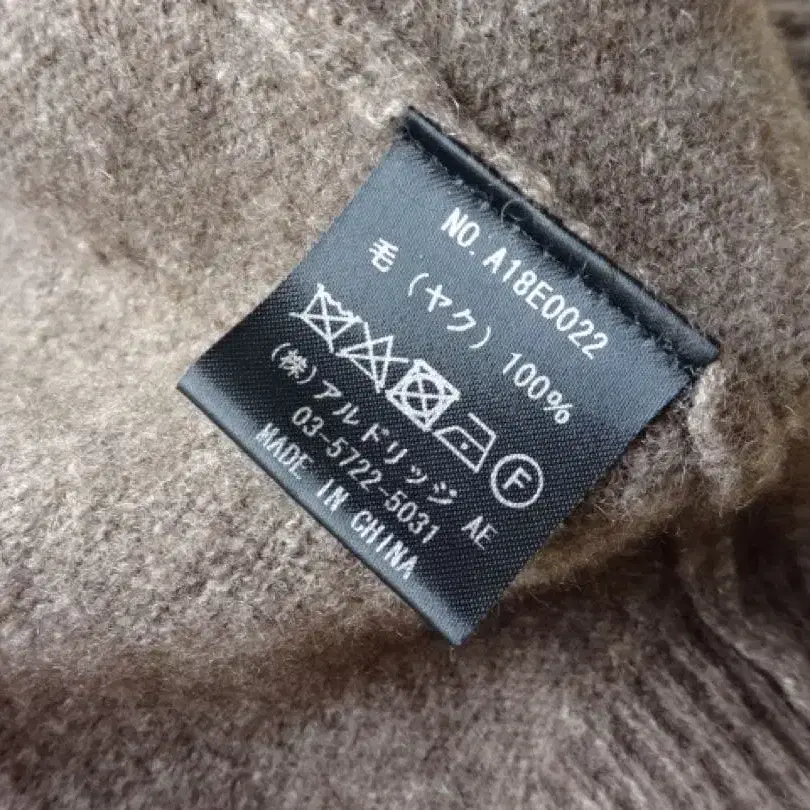 NO. A18E0022
毛 (ヤク) 100%
F
(株)アルドリッジ AE
03-5722-5031
MADE IN CHINA